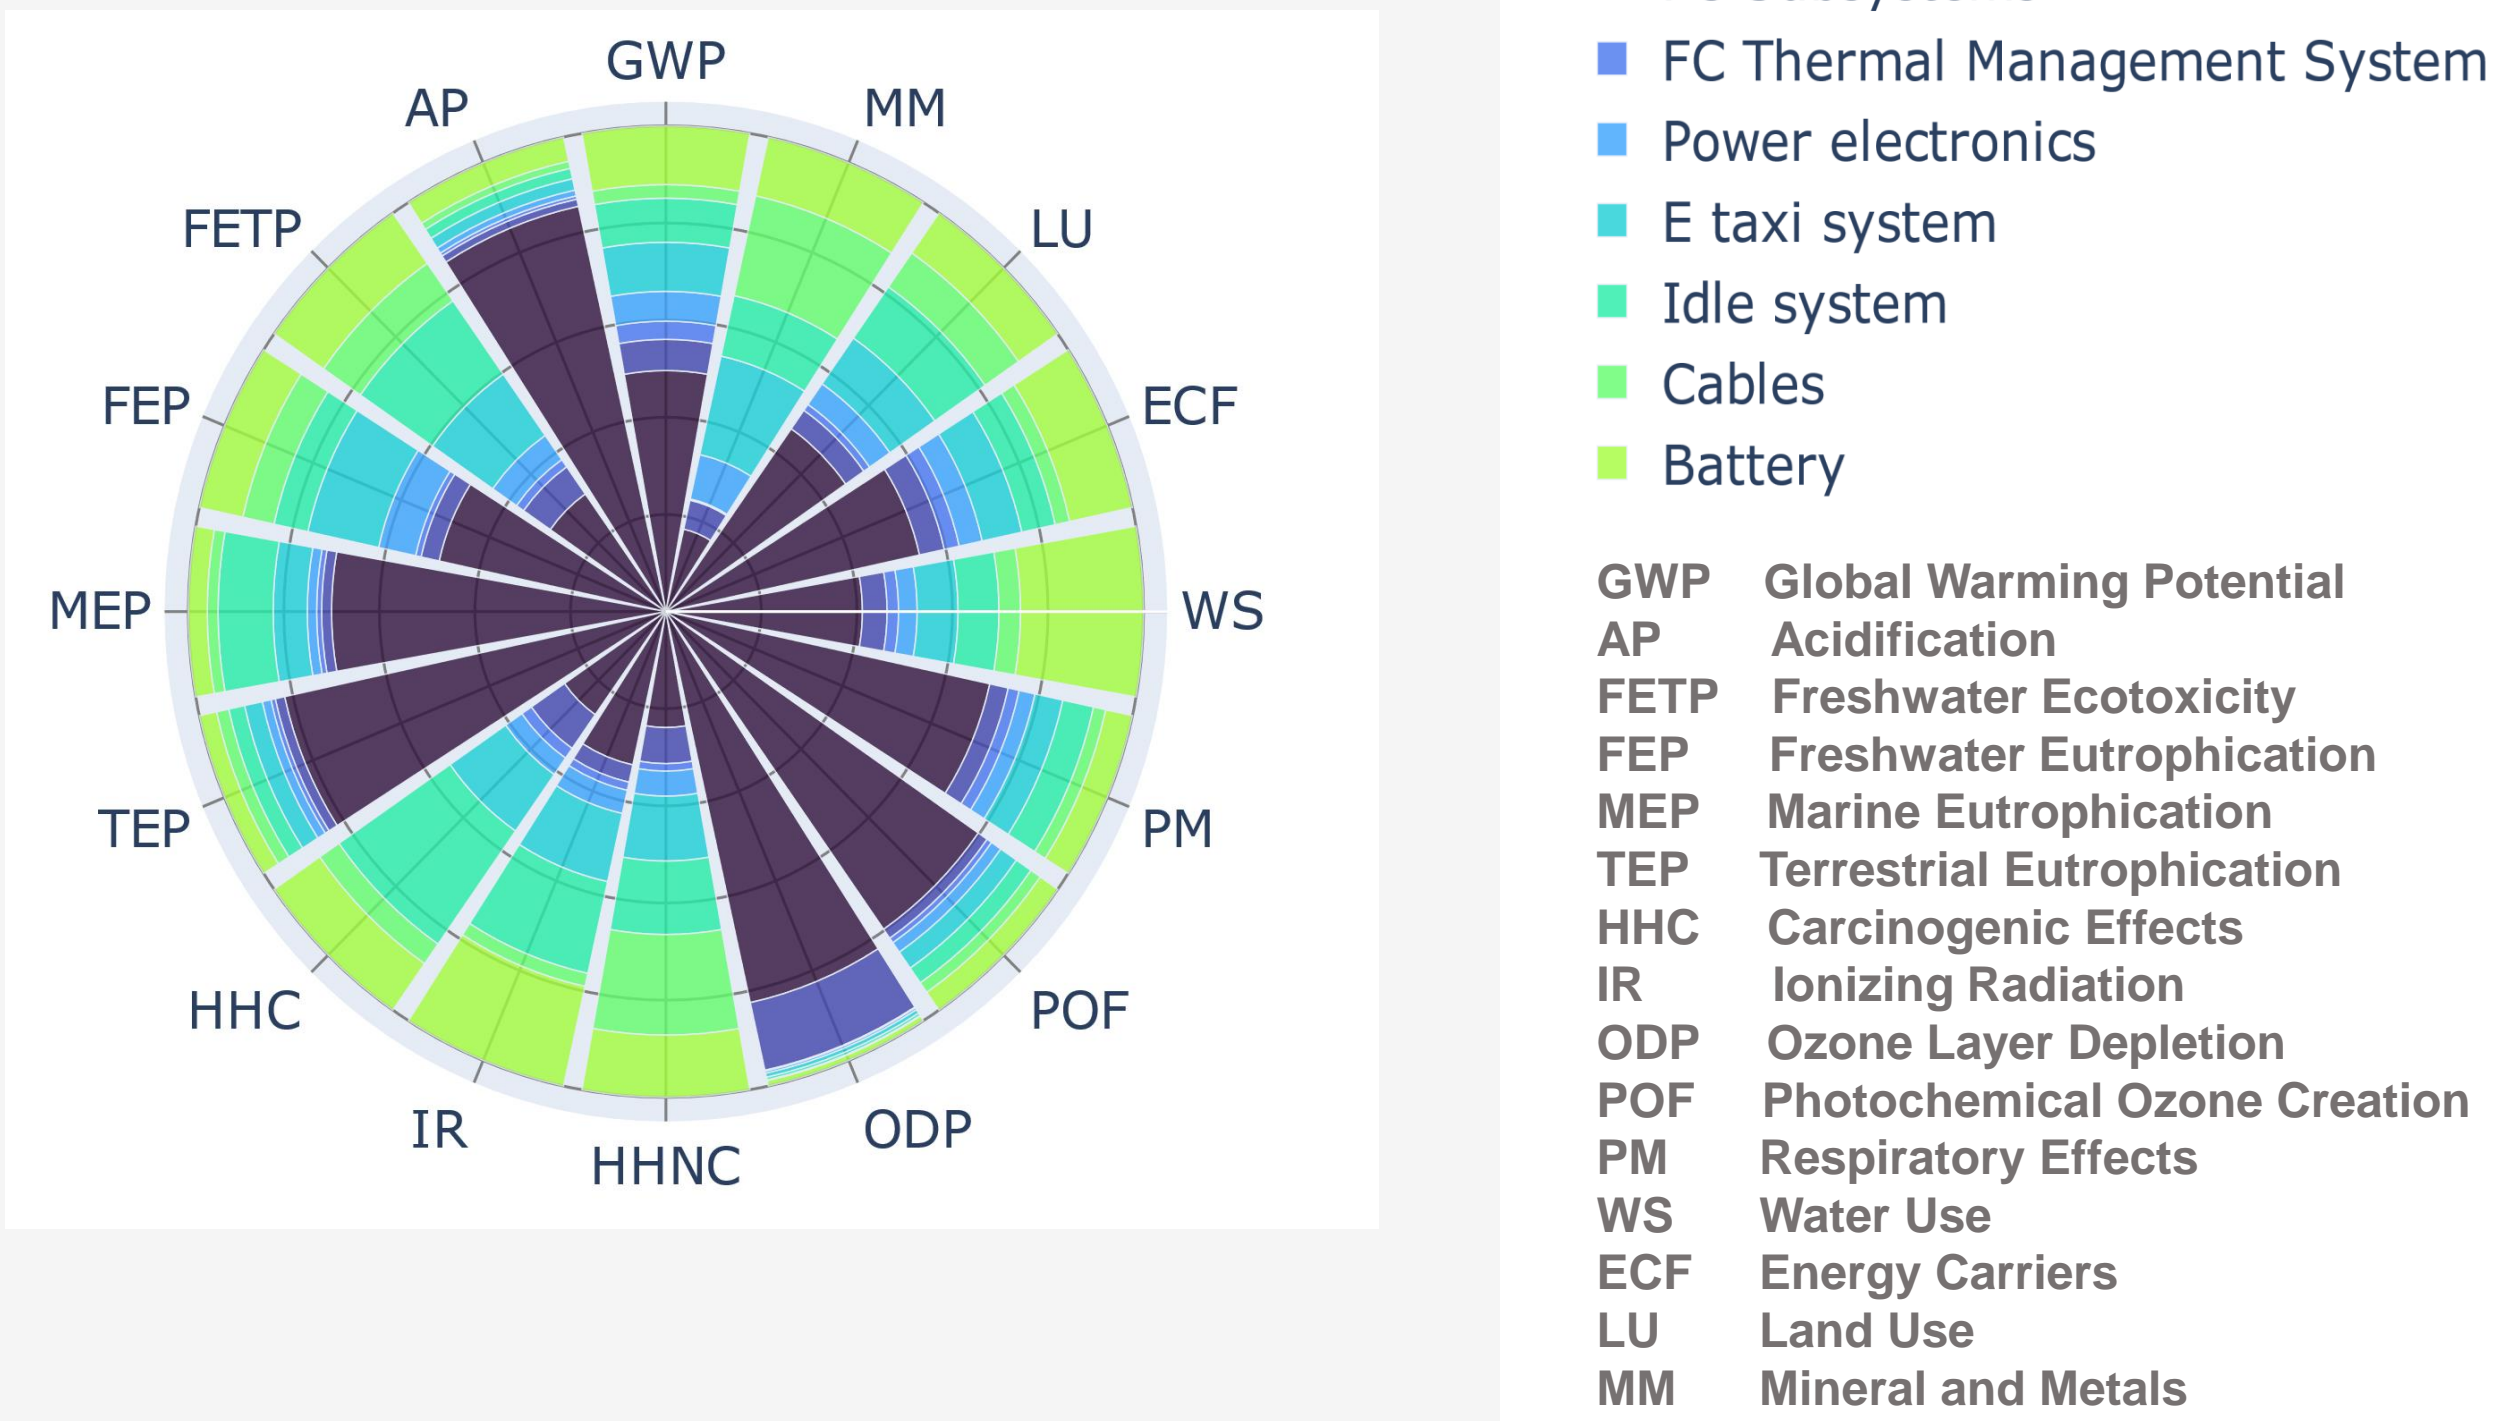 GWP
AP
MM
FETP
LU
FEP
ECF
MEP
WS
TEP
PM
HHC
POF
IR
ODP
HHNC
FC Thermal Management System
Power electronics
E taxi system
Idle system
Cables
Battery
GWP Global Warming Potential
AP Acidification
FETP Freshwater Ecotoxicity
FEP Freshwater Eutrophication
MEP Marine Eutrophication
TEP Terrestrial Eutrophication
HHC Carcinogenic Effects
IR Ionizing Radiation
ODP Ozone Layer Depletion
POF Photochemical Ozone Creation
PM Respiratory Effects
WS Water Use
ECF Energy Carriers
LU Land Use
MM Mineral and Metals